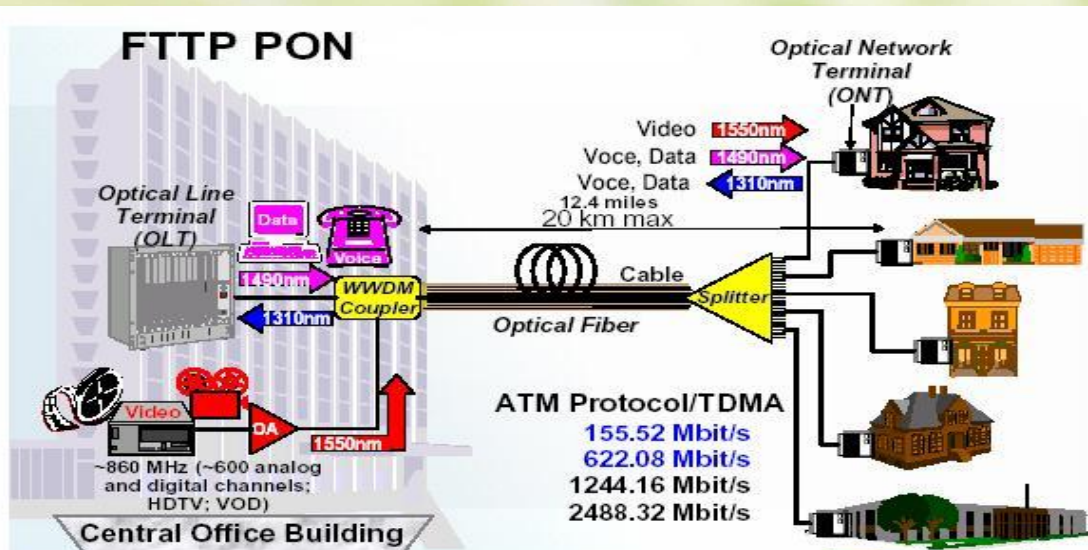 FTTP PON
Optical Network
Terminal
(ONT)
Video 1550nm
Voce, Data 1490nm
Voce, Data 1310nm
12.4 miles
20 km max
Optical Line
Terminal
(OLT)
Data
Voice
1490nm
1310nm
WWDM
Coupler
Cable
Optical Fiber
Splitter
Video
OA
1550nm
~860 MHz (~600 analog
and digital channels;
HDTV; VOD)
Central Office Building
ATM Protocol/TDMA
155.52 Mbit/s
622.08 Mbit/s
1244.16 Mbit/s
2488.32 Mbit/s